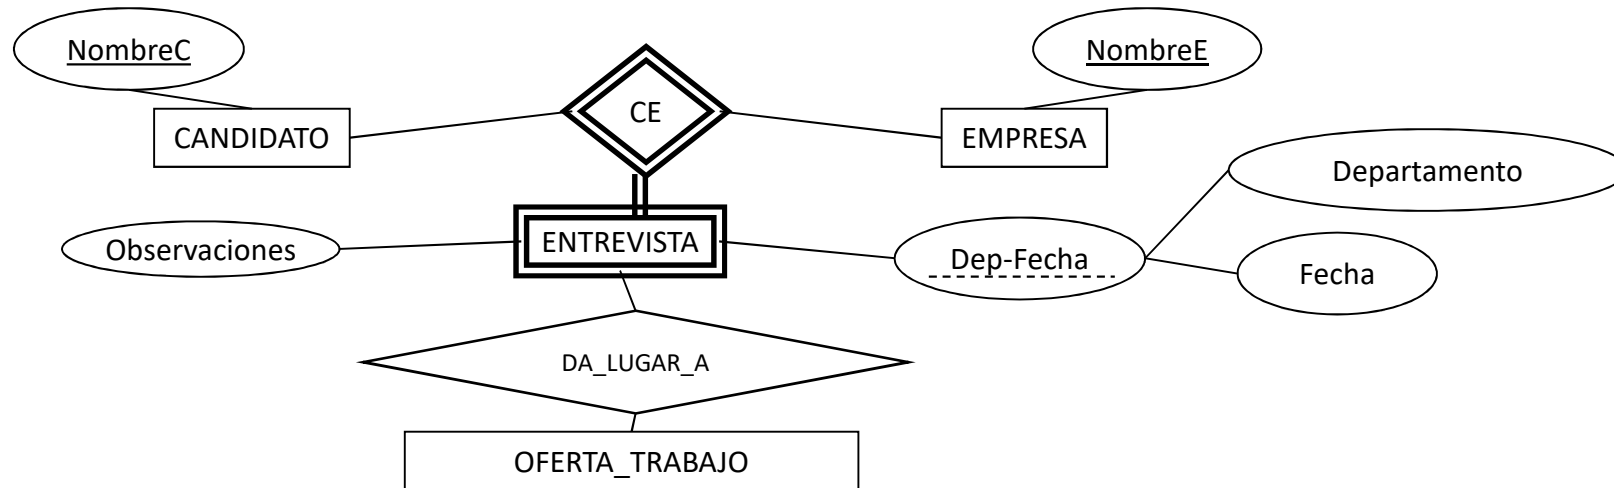 NombreC
NombreE
CE
CANDIDATO
EMPRESA
Departamento
Observaciones
ENTREVISTA
Dep-Fecha
Fecha
DA_LUGAR_A
OFERTA_TRABAJO